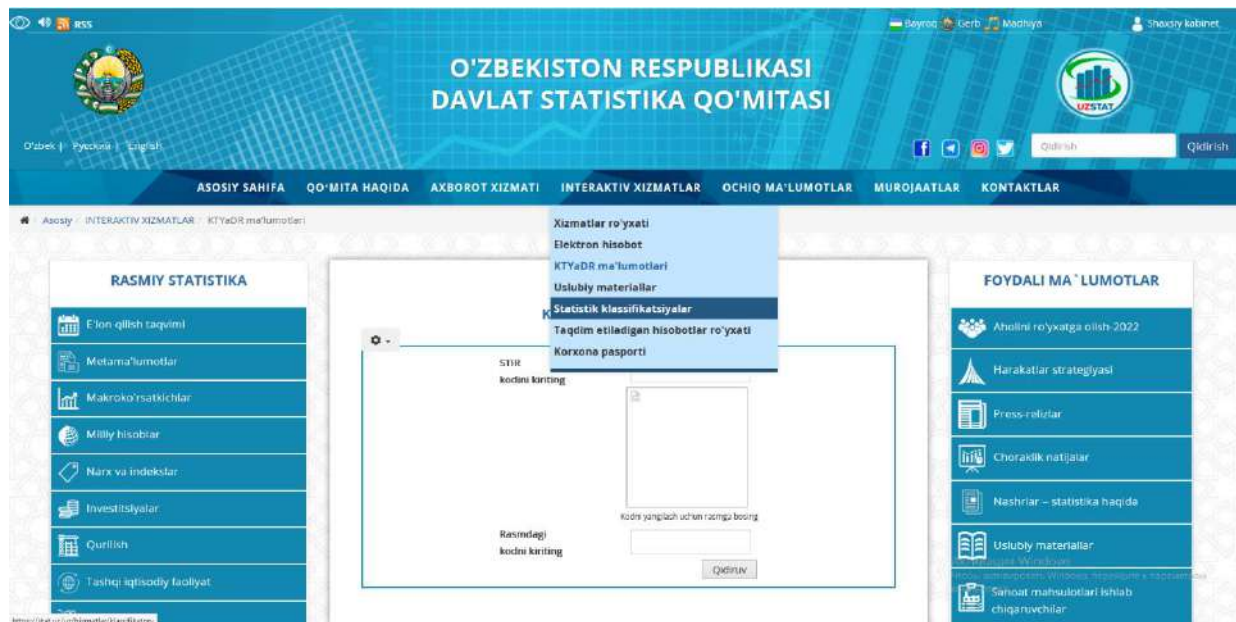 RSS
Bayroq Gerb Madhiya
Shaxsiy kabinet
O'ZBEKISTON RESPUBLIKASI
DAVLAT STATISTIKA QO'MITASI
UZSTAT
O'zbek | Русский | English
Qidirish
Qidirish
ASOSIY SAHIFA QO'MITA HAQIDA AXBOROT XIZMATI INTERAKTIV XIZMATLAR OCHIQ MA'LUMOTLAR MUROJAATLAR KONTAKTLAR
Asosiy / INTERAKTIV XIZMATLAR / KTYaDR ma'lumotlari
Xizmatlar ro'yxati
Elektron hisobot
KTYaDR ma'lumotlari
Uslubiy materiallar
Statistik klassifikatsiyalar
Taqdim etiladigan hisobotlar ro'yxati
Korxona pasporti
RASMIY STATISTIKA
E'lon qilish taqvimi
Metama'lumotlar
Makroko'rsatkichlar
Milliy hisoblar
Narx va indekslar
Investitsiyalar
Qurilish
Tashqi iqtisodiy faoliyat
K
STIR
kodini kiriting
Kodni yangilash uchun rasmga bosing
Rasmdagi
kodni kiriting
Qidiruv
FOYDALI MA`LUMOTLAR
Aholini ro'yxatga olish-2022
Harakatlar strategiyasi
Press-relizlar
Choraklik natijalar
Nashrlar – statistika haqida
Uslubiy materiallar
Sanoat mahsulotlari ishlab
chiqaruvchilar